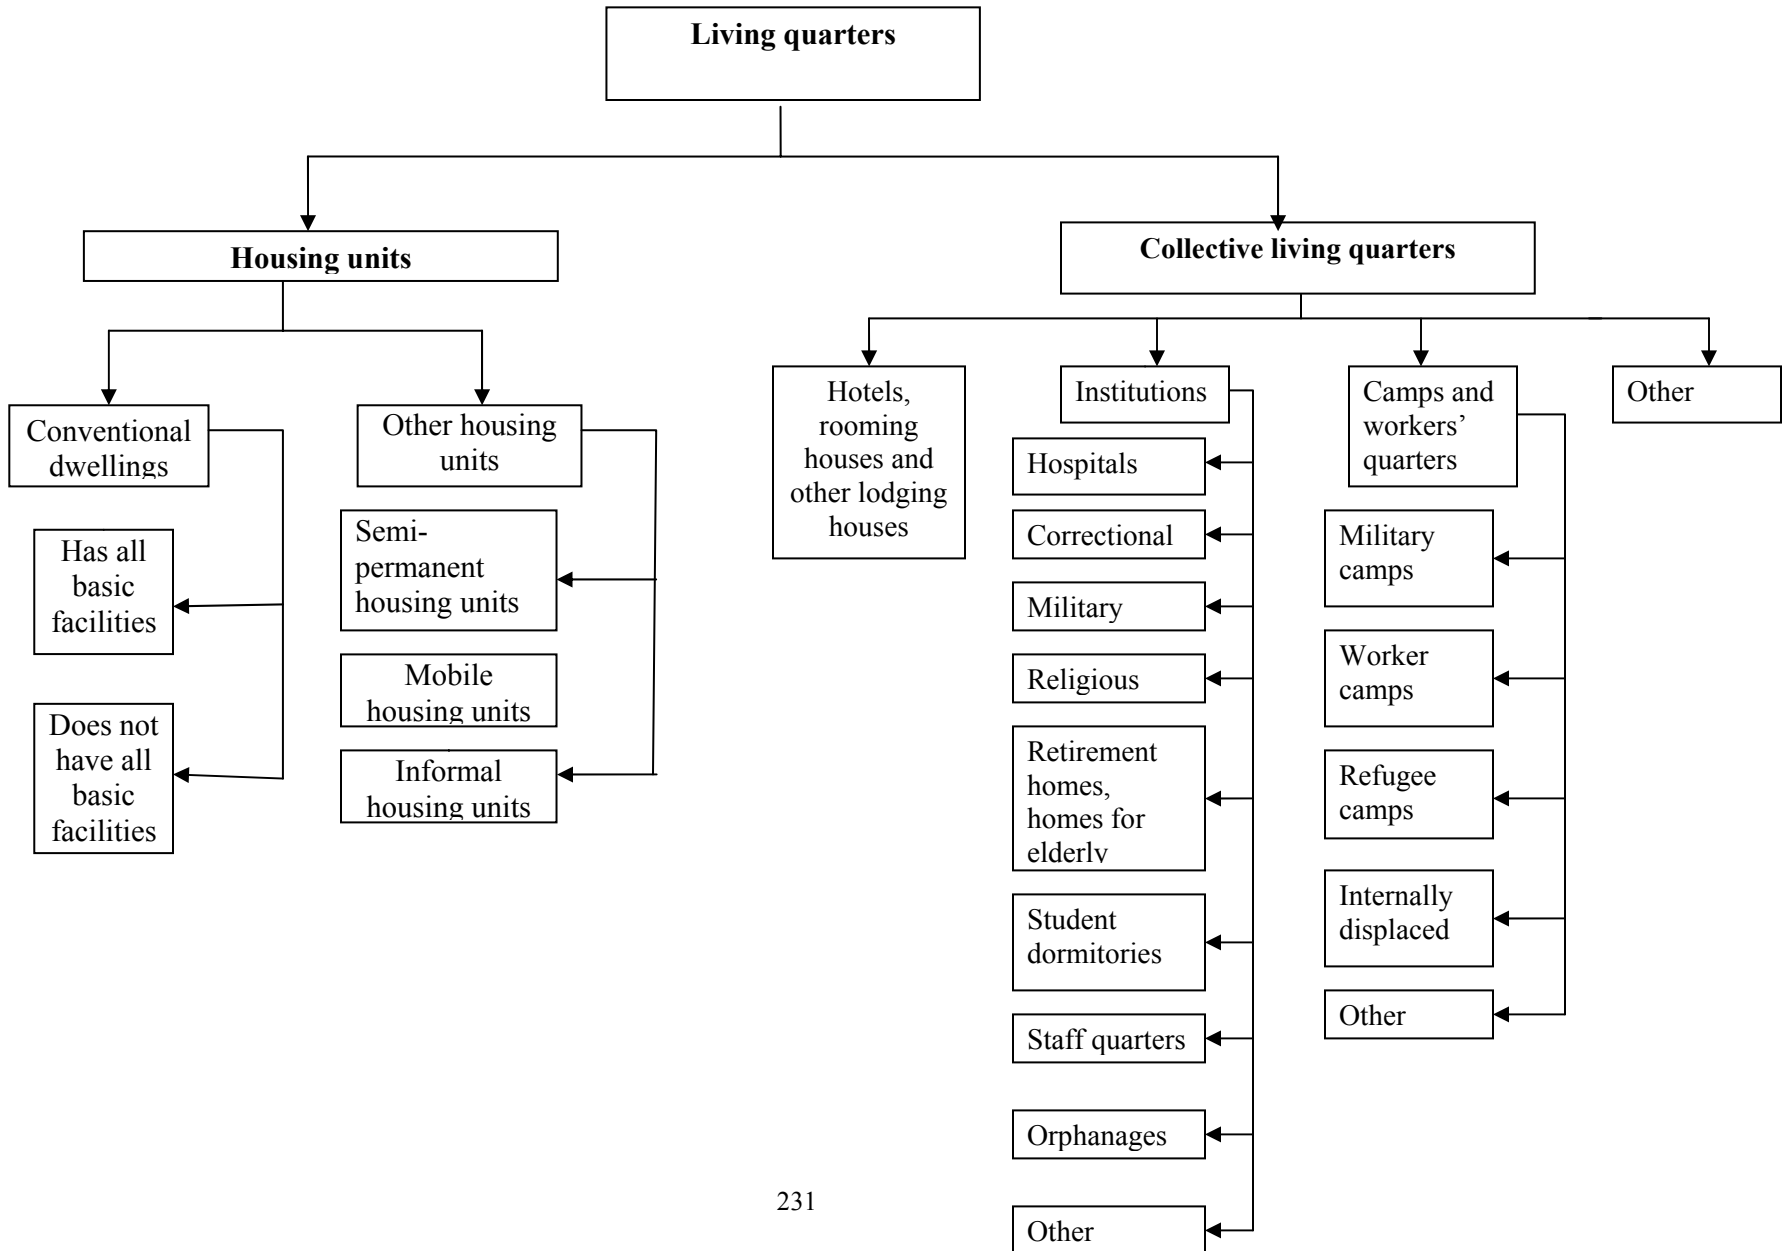 Living quarters
Housing units
Collective living quarters
Conventional
dwellings
Has all
basic
facilities
Does not
have all
basic
facilities
Other housing
units
Semi-
permanent
housing units
Mobile
housing units
Informal
housing units
Hotels,
rooming
houses and
other lodging
houses
Institutions
Hospitals
Correctional
Military
Religious
Retirement
homes,
homes for
elderly
Student
dormitories
Staff quarters
Orphanages
Other
Camps and
workers’
quarters
Military
camps
Worker
camps
Refugee
camps
Internally
displaced
Other
Other
231